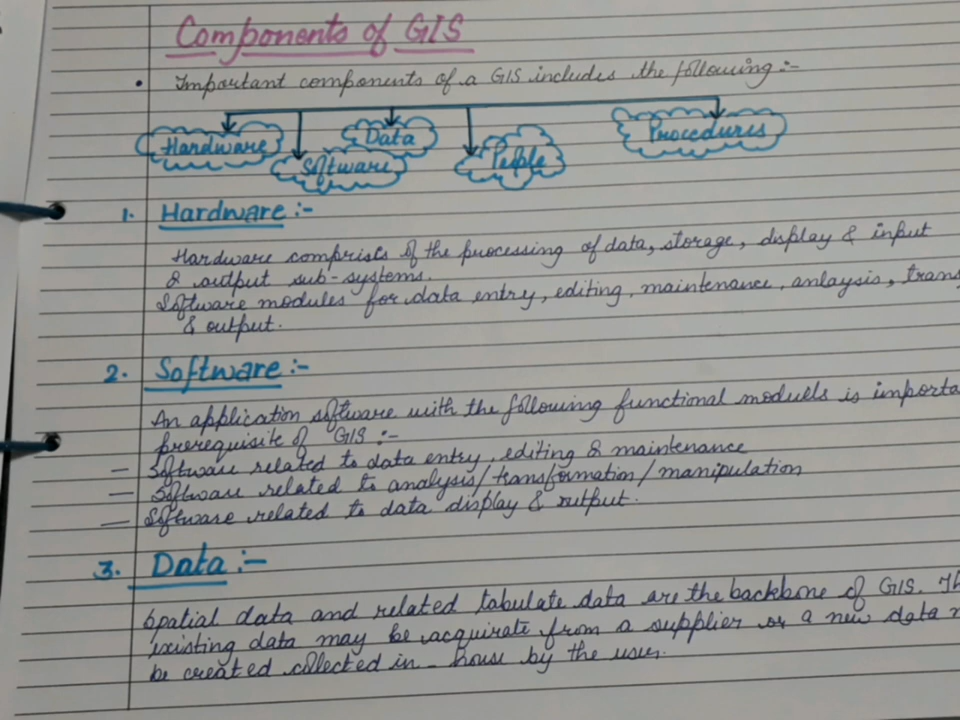 Components of GIS
• Important components of a GIS includes the following :-
Hardware Software Data People Procedures
1. Hardware :-
Hardware comprists of the processing of data, storage, display & input
& output sub-systems.
Software modules for data entry, editing, maintenance, anlaysis, trans
& output.
2. Software :-
An application software with the following functional moduels is importa
prerequisite of GIS :-
— Software related to data entry, editing & maintenance
— Software related to analysis/transformation/manipulation
— Software related to data display & output.
3. Data :-
Spatial data and related tabulate data are the backbone of GIS. Th
existing data may be acquirate from a supplier or a new data
be created collected in-house by the user.